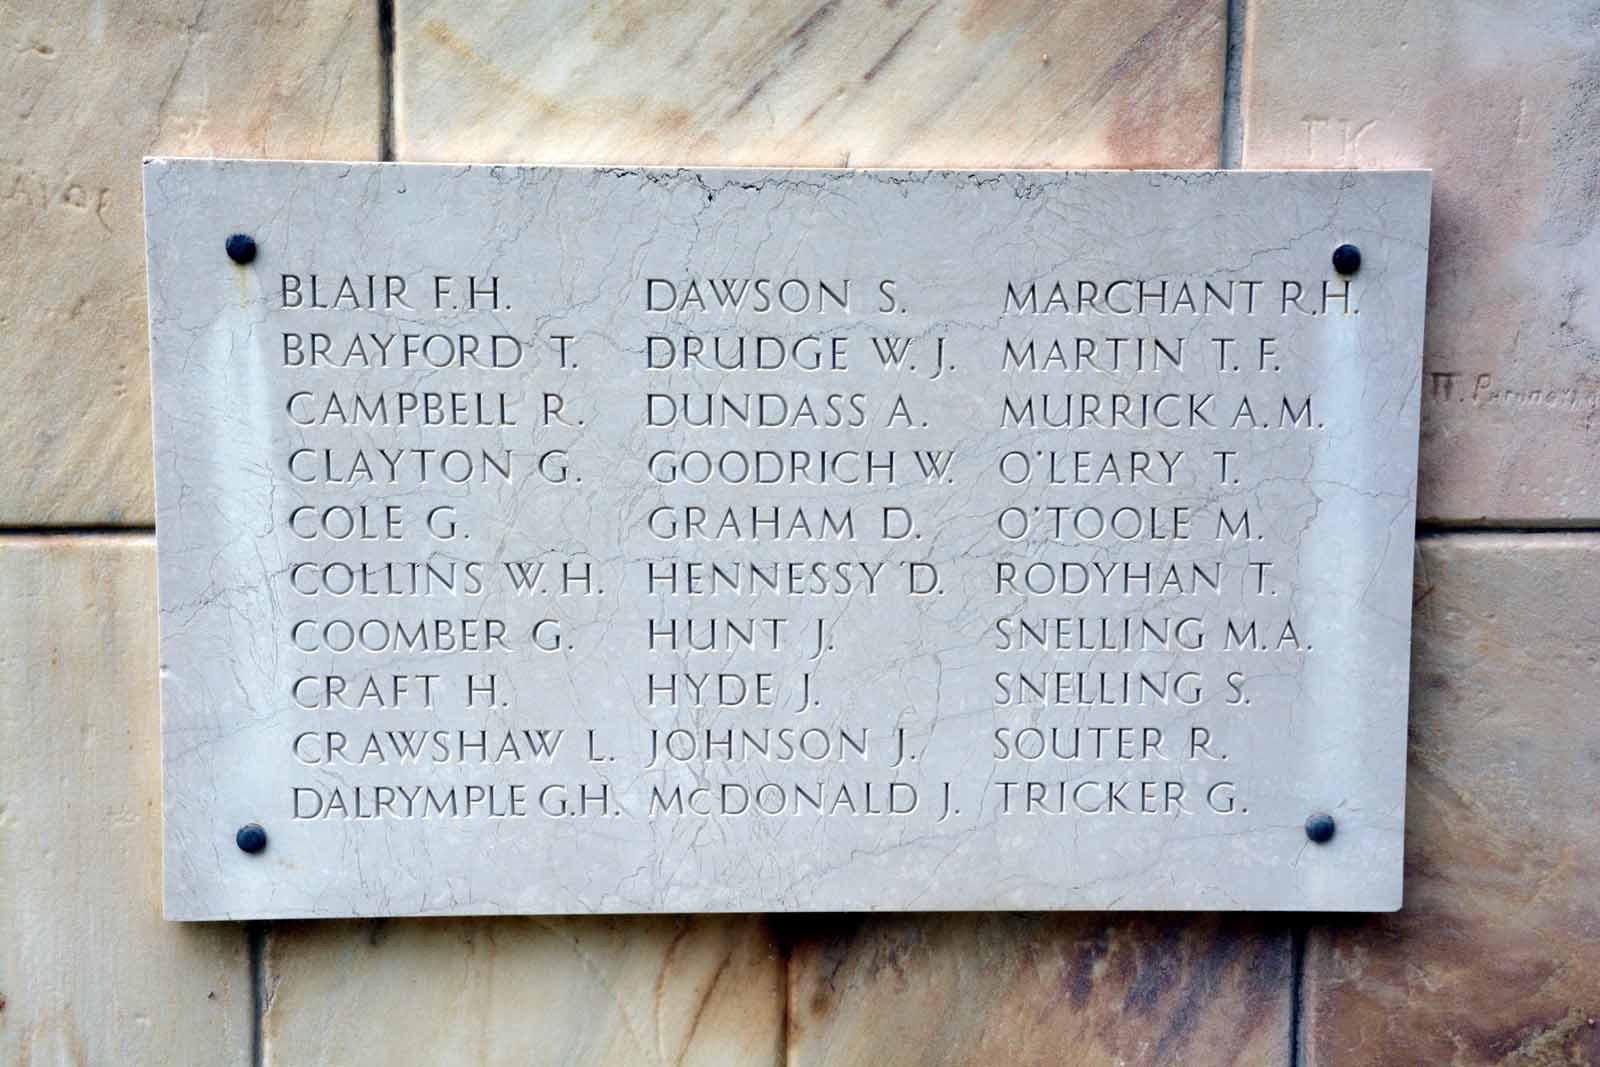 BLAIR F.H.
BRAYFORD T.
CAMPBELL R.
CLAYTON G.
COLE G.
COLLINS W.H.
COOMBER G.
CRAFT H.
CRAWSHAW L.
DALRYMPLE G.H.
DAWSON S.
DRUDGE W.J.
DUNDASS A.
GOODRICH W.
GRAHAM D.
HENNESSY D.
HUNT J.
HYDE J.
JOHNSON J.
McDONALD J.
MARCHANT R.H.
MARTIN T.F.
MURRICK A.M.
O'LEARY T.
O'TOOLE M.
RODYHAN T.
SNELLING M.A.
SNELLING S.
SOUTER R.
TRICKER G.